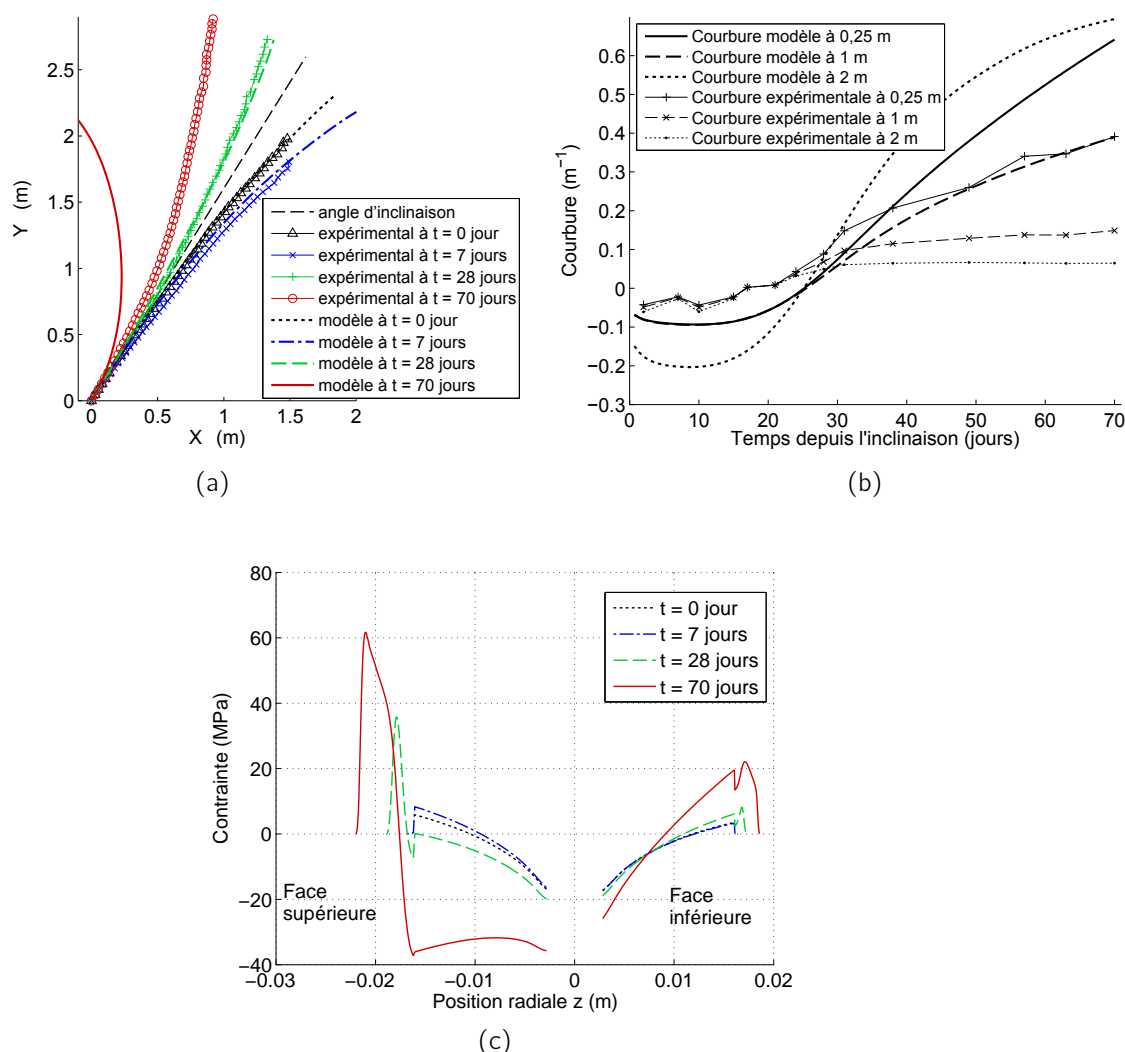 2.5
2
1.5
1
0.5
0
Y (m)
0
0.5
1
1.5
2
X (m)
angle d'inclinaison
expérimental à t = 0 jour
expérimental à t = 7 jours
expérimental à t = 28 jours
expérimental à t = 70 jours
modèle à t = 0 jour
modèle à t = 7 jours
modèle à t = 28 jours
modèle à t = 70 jours
(a)
0.6
0.5
0.4
0.3
0.2
0.1
0
−0.1
−0.2
−0.3
Courbure (m⁻¹)
Courbure modèle à 0,25 m
Courbure modèle à 1 m
Courbure modèle à 2 m
Courbure expérimentale à 0,25 m
Courbure expérimentale à 1 m
Courbure expérimentale à 2 m
0
10
20
30
40
50
60
70
Temps depuis l'inclinaison (jours)
(b)
80
60
40
20
0
−20
−40
Contrainte (MPa)
t = 0 jour
t = 7 jours
t = 28 jours
t = 70 jours
Face
supérieure
Face
inférieure
−0.03
−0.02
−0.01
0
0.01
0.02
Position radiale z (m)
(c)